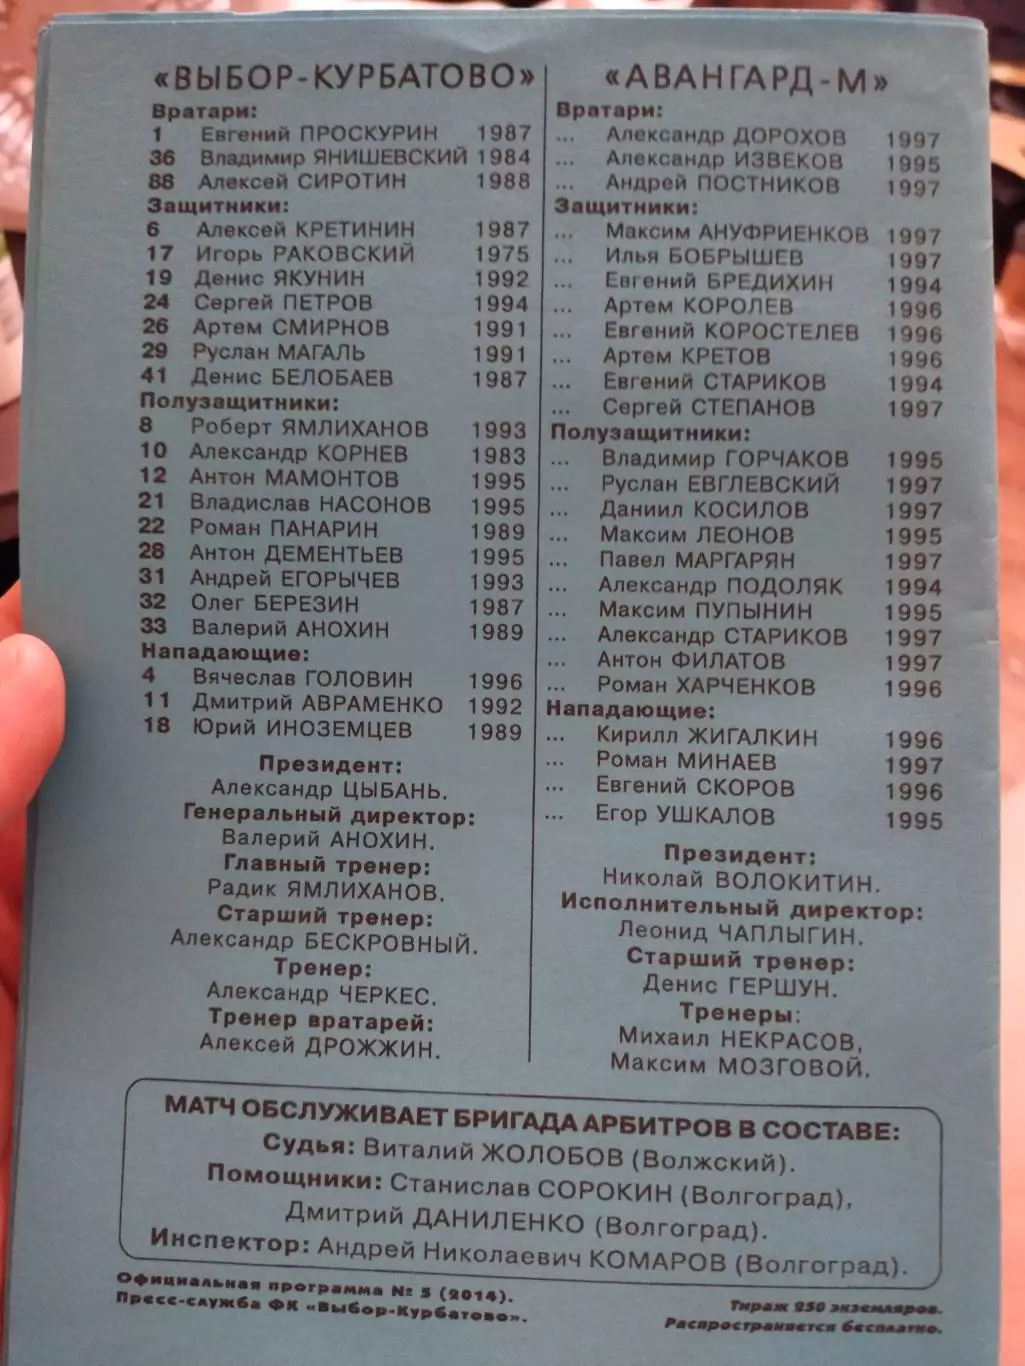 «ВЫБОР-КУРБАТОВО»
Вратари:
1 Евгений ПРОСКУРИН 1987
36 Владимир ЯНИШЕВСКИЙ 1984
88 Алексей СИРОТИН 1988
Защитники:
6 Алексей КРЕТИНИН 1987
17 Игорь РАКОВСКИЙ 1975
19 Денис ЯКУНИН 1992
24 Сергей ПЕТРОВ 1994
26 Артем СМИРНОВ 1991
29 Руслан МАГАЛЬ 1991
41 Денис БЕЛОБАЕВ 1987
Полузащитники:
8 Роберт ЯМЛИХАНОВ 1993
10 Александр КОРНЕВ 1983
12 Антон МАМОНТОВ 1995
21 Владислав НАСОНОВ 1995
22 Роман ПАНАРИН 1989
28 Антон ДЕМЕНТЬЕВ 1995
31 Андрей ЕГОРЫЧЕВ 1993
32 Олег БЕРЕЗИН 1987
33 Валерий АНОХИН 1989
Нападающие:
4 Вячеслав ГОЛОВИН 1996
11 Дмитрий АВРАМЕНКО 1992
18 Юрий ИНОЗЕМЦЕВ 1989
Президент:
Александр ЦЫБАНЬ.
Генеральный директор:
Валерий АНОХИН.
Главный тренер:
Радик ЯМЛИХАНОВ.
Старший тренер:
Александр БЕСКРОВНЫЙ.
Тренер:
Александр ЧЕРКЕС.
Тренер вратарей:
Алексей ДРОЖЖИН.
«АВАНГАРД-М»
Вратари:
... Александр ДОРОХОВ 1997
... Александр ИЗВЕКОВ 1995
... Андрей ПОСТНИКОВ 1997
Защитники:
... Максим АНУФРИЕНКОВ 1997
... Илья БОБРЫШЕВ 1997
... Евгений БРЕДИХИН 1994
... Артем КОРОЛЕВ 1996
... Евгений КОРОСТЕЛЕВ 1996
... Артем КРЕТОВ 1996
... Евгений СТАРИКОВ 1994
... Сергей СТЕПАНОВ 1997
Полузащитники:
... Владимир ГОРЧАКОВ 1995
... Руслан ЕВГЛЕВСКИЙ 1997
... Даниил КОСИЛОВ 1997
... Максим ЛЕОНОВ 1995
... Павел МАРГАРЯН 1997
... Александр ПОДОЛЯК 1994
... Максим ПУПЫНИН 1995
... Александр СТАРИКОВ 1997
... Антон ФИЛАТОВ 1997
... Роман ХАРЧЕНКОВ 1996
Нападающие:
... Кирилл ЖИГАЛКИН 1996
... Роман МИНАЕВ 1997
... Евгений СКОРОВ 1996
... Егор УШКАЛОВ 1995
Президент:
Николай ВОЛОКИТИН.
Исполнительный директор:
Леонид ЧАПЛЫГИН.
Старший тренер:
Денис ГЕРШУН.
Тренеры:
Михаил НЕКРАСОВ,
Максим МОЗГОВОЙ.
МАТЧ ОБСЛУЖИВАЕТ БРИГАДА АРБИТРОВ В СОСТАВЕ:
Судья: Виталий ЖОЛОБОВ (Волжский).
Помощники: Станислав СОРОКИН (Волгоград),
Дмитрий ДАНИЛЕНКО (Волгоград).
Инспектор: Андрей Николаевич КОМАРОВ (Волгоград).
Официальная программа № 5 (2014).
Пресс-служба ФК «Выбор-Курбатово».
Тираж 250 экземпляров.
Распространяется бесплатно.